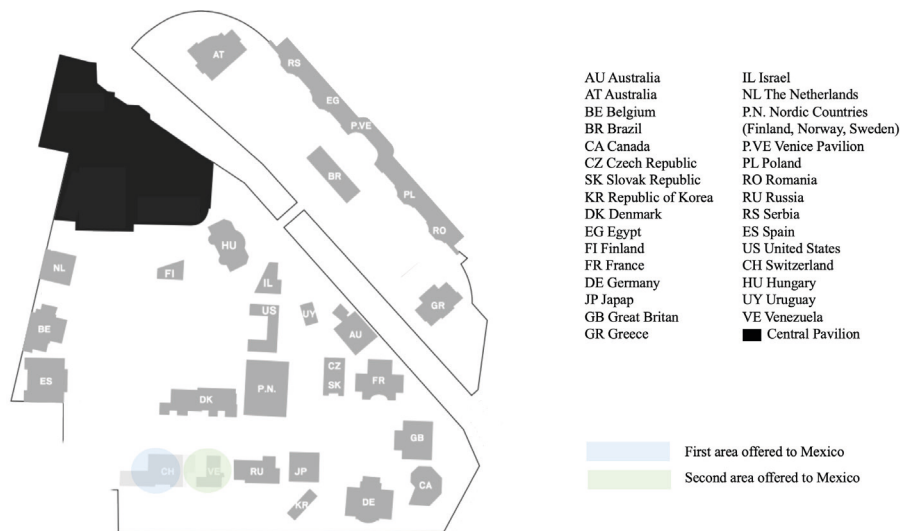 AT
RS
EG
P.VE
BR
PL
RO
HU
NL
FI
IL
GR
US
UY
BE
AU
CZ
SK
FR
ES
P.N.
DK
GB
CH
VE
RU
JP
CA
KR
DE
AU Australia
AT Australia
BE Belgium
BR Brazil
CA Canada
CZ Czech Republic
SK Slovak Republic
KR Republic of Korea
DK Denmark
EG Egypt
FI Finland
FR France
DE Germany
JP Japap
GB Great Britan
GR Greece
IL Israel
NL The Netherlands
P.N. Nordic Countries
(Finland, Norway, Sweden)
P.VE Venice Pavilion
PL Poland
RO Romania
RU Russia
RS Serbia
ES Spain
US United States
CH Switzerland
HU Hungary
UY Uruguay
VE Venezuela
Central Pavilion
First area offered to Mexico
Second area offered to Mexico